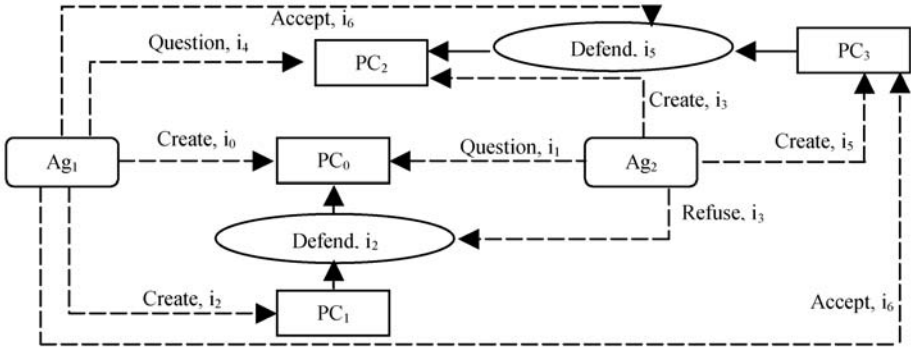 Accept, i₆
Question, i₄
PC₂
Defend, i₅
PC₃
Create, i₃
Ag₁
Create, i₀
PC₀
Question, i₁
Ag₂
Create, i₅
Refuse, i₃
Defend, i₂
Create, i₂
PC₁
Accept, i₆